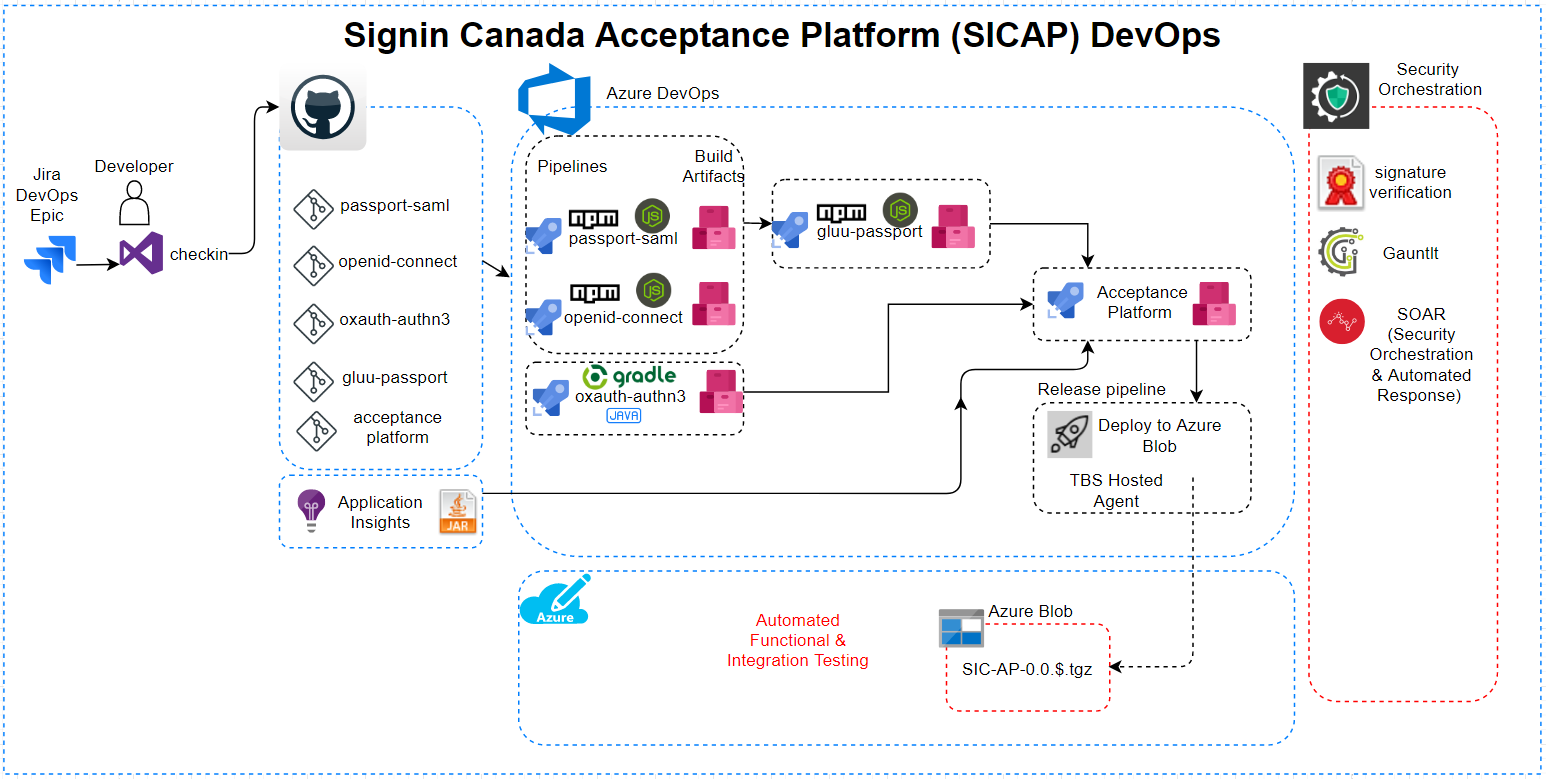 Signin Canada Acceptance Platform (SICAP) DevOps
Jira
DevOps
Epic
Developer
checkin
passport-saml
openid-connect
oxauth-authn3
gluu-passport
acceptance
platform
Application
Insights
JAR
Azure DevOps
Pipelines
Build
Artifacts
npm
JS
passport-saml
npm
JS
openid-connect
gradle
oxauth-authn3
JAVA
npm
JS
gluu-passport
Acceptance
Platform
Release pipeline
Deploy to Azure
Blob
TBS Hosted
Agent
Azure
Automated
Functional &
Integration Testing
Azure Blob
SIC-AP-0.0.$.tgz
Security
Orchestration
signature
verification
Gauntlt
SOAR
(Security
Orchestration
& Automated
Response)